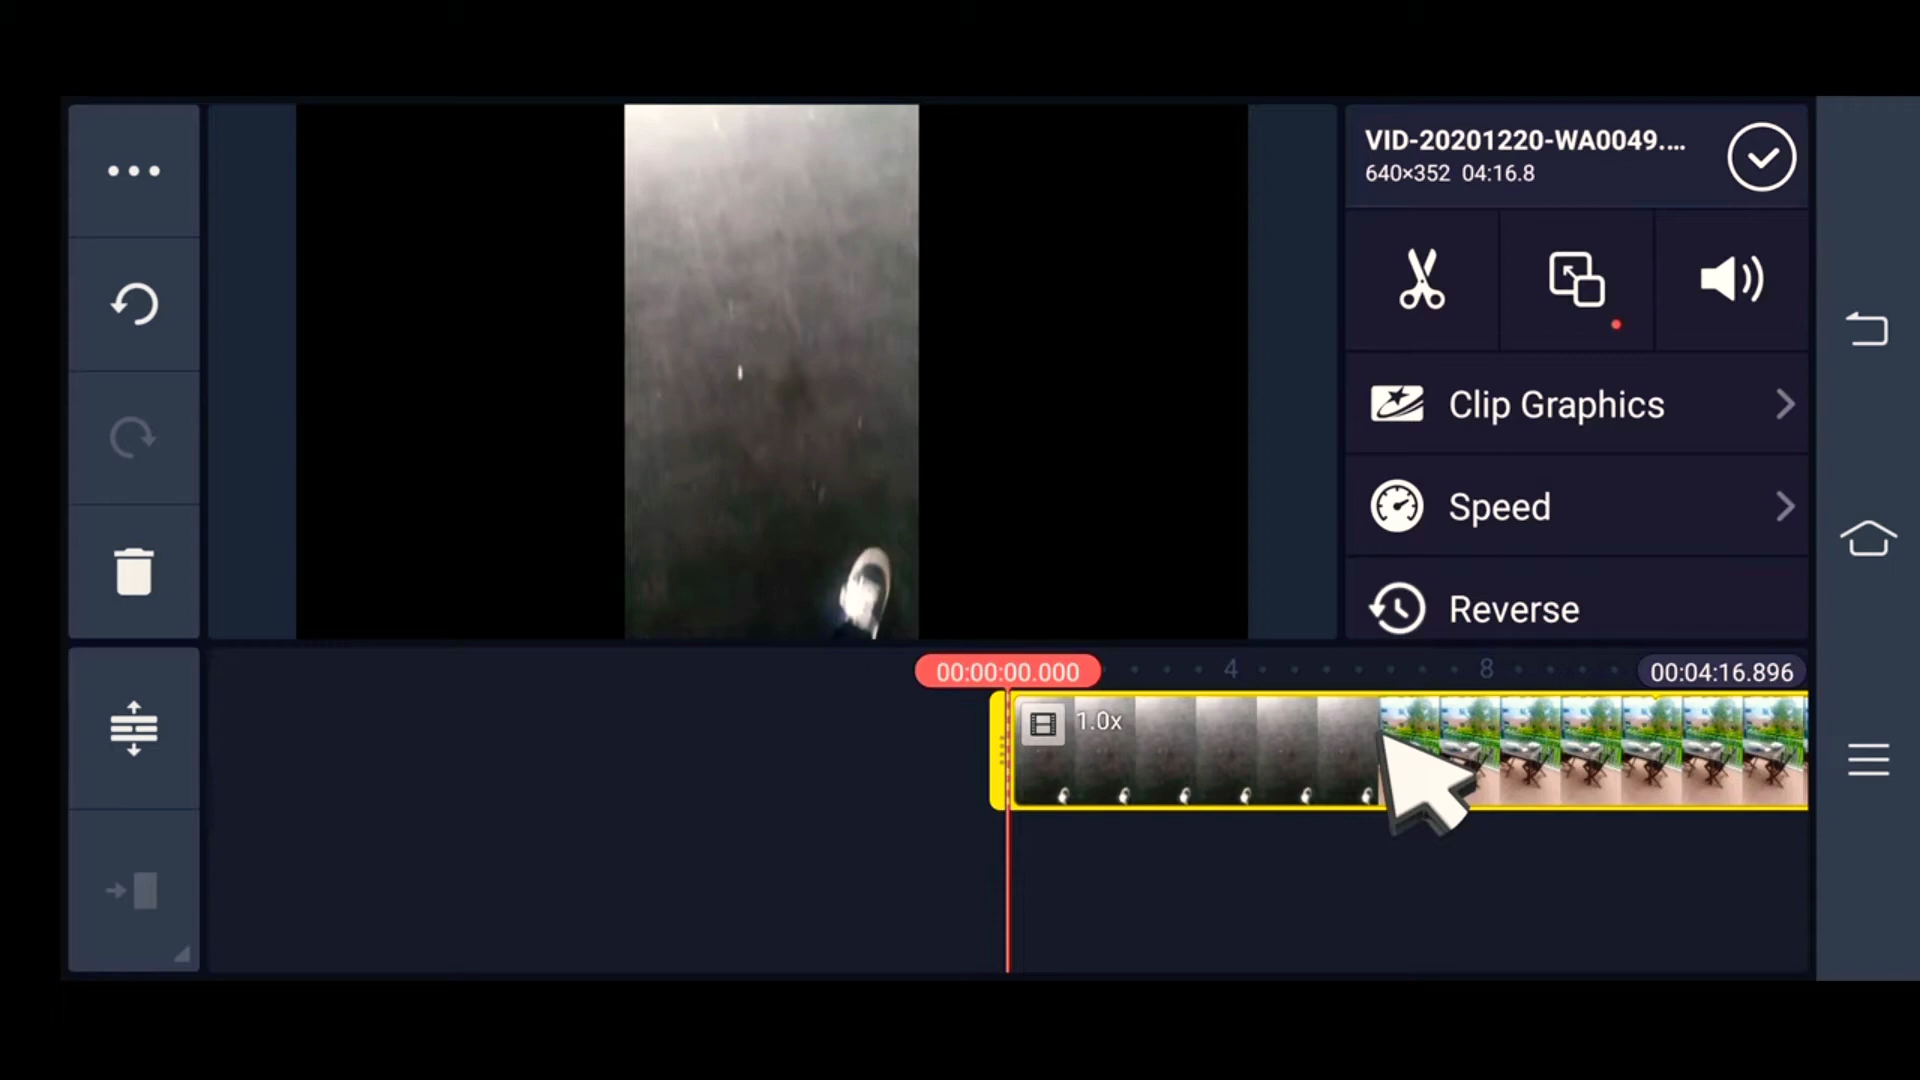 VID-20201220-WA0049....
640×352 04:16.8
Clip Graphics
Speed
Reverse
00:00:00.000
4
8
00:04:16.896
1.0x